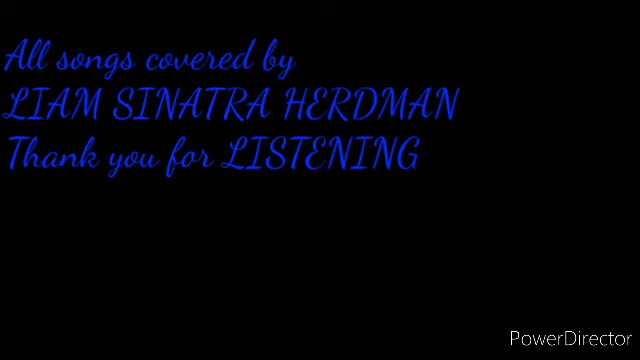 All songs covered by
LIAM SINATRA HERDMAN
Thank you for LISTENING
PowerDirector